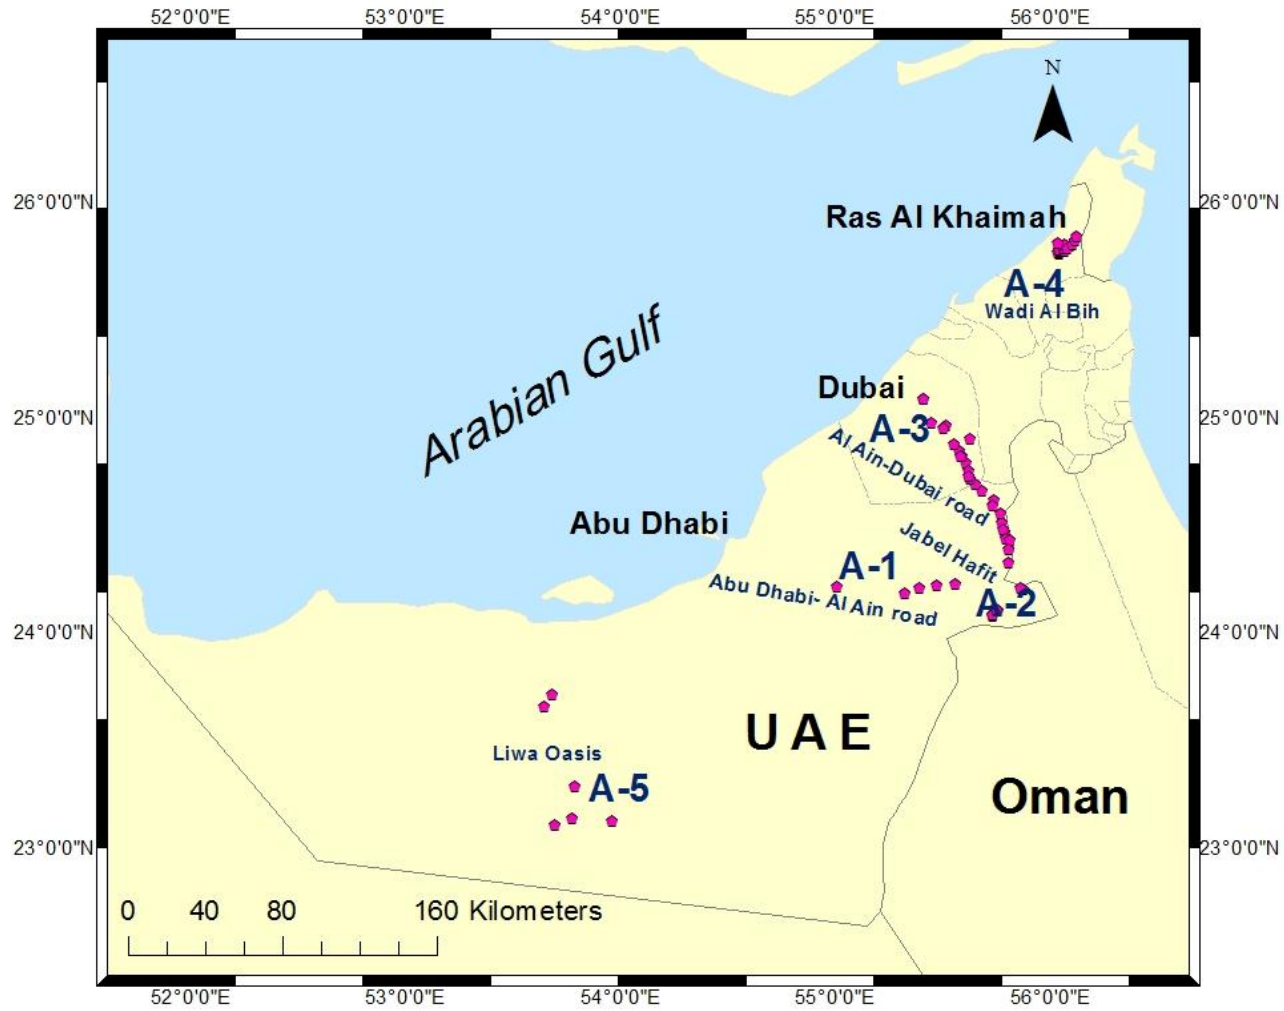 52°0'0"E 53°0'0"E 54°0'0"E 55°0'0"E 56°0'0"E
N
26°0'0"N 26°0'0"N
Ras Al Khaimah
A-4
Wadi Al Bih
Arabian Gulf
Dubai
25°0'0"N 25°0'0"N
A-3
Al Ain-Dubai road
Abu Dhabi
Jabel Hafit
A-1
Abu Dhabi- Al Ain road
A-2
24°0'0"N 24°0'0"N
UAE
Liwa Oasis
A-5
Oman
23°0'0"N 23°0'0"N
0 40 80 160 Kilometers
52°0'0"E 53°0'0"E 54°0'0"E 55°0'0"E 56°0'0"E